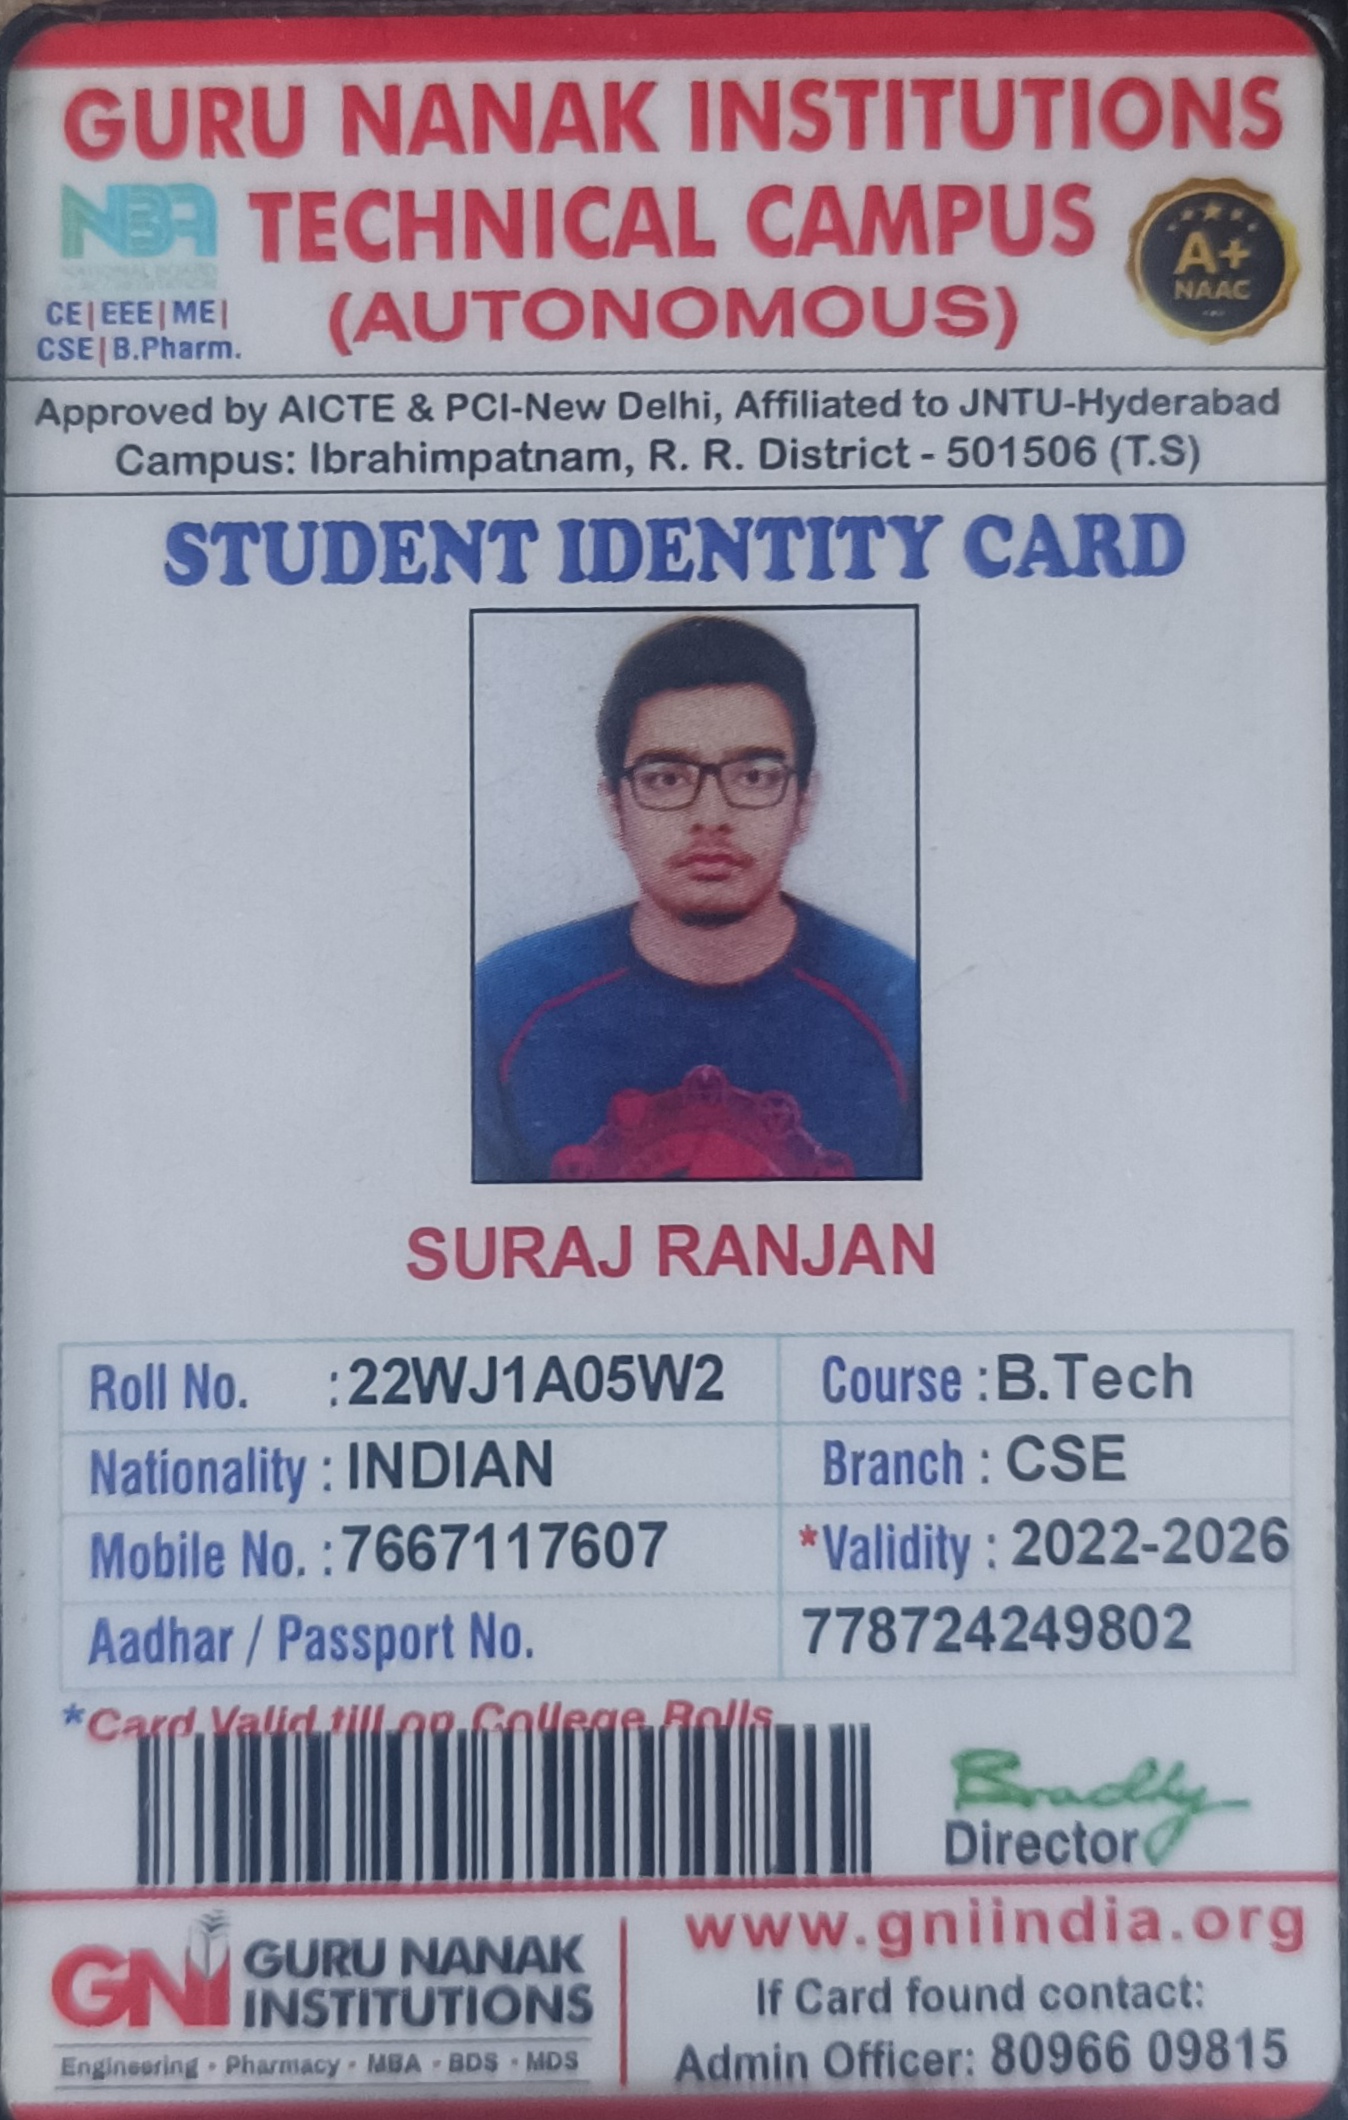 GURU NANAK INSTITUTIONS
TECHNICAL CAMPUS
(AUTONOMOUS)
NBA
NATIONAL BOARD
CE|EEE|ME|
CSE|B.Pharm.
A+
NAAC
Approved by AICTE & PCI-New Delhi, Affiliated to JNTU-Hyderabad
Campus: Ibrahimpatnam, R. R. District - 501506 (T.S)
STUDENT IDENTITY CARD
SURAJ RANJAN
Roll No. : 22WJ1A05W2 Course : B.Tech
Nationality : INDIAN Branch : CSE
Mobile No. : 7667117607 *Validity : 2022-2026
Aadhar / Passport No. 778724249802
*Card Valid till on College Rolls
Director
GNI GURU NANAK
INSTITUTIONS
Engineering • Pharmacy • MBA • BDS • MDS
www.gniindia.org
If Card found contact:
Admin Officer: 80966 09815